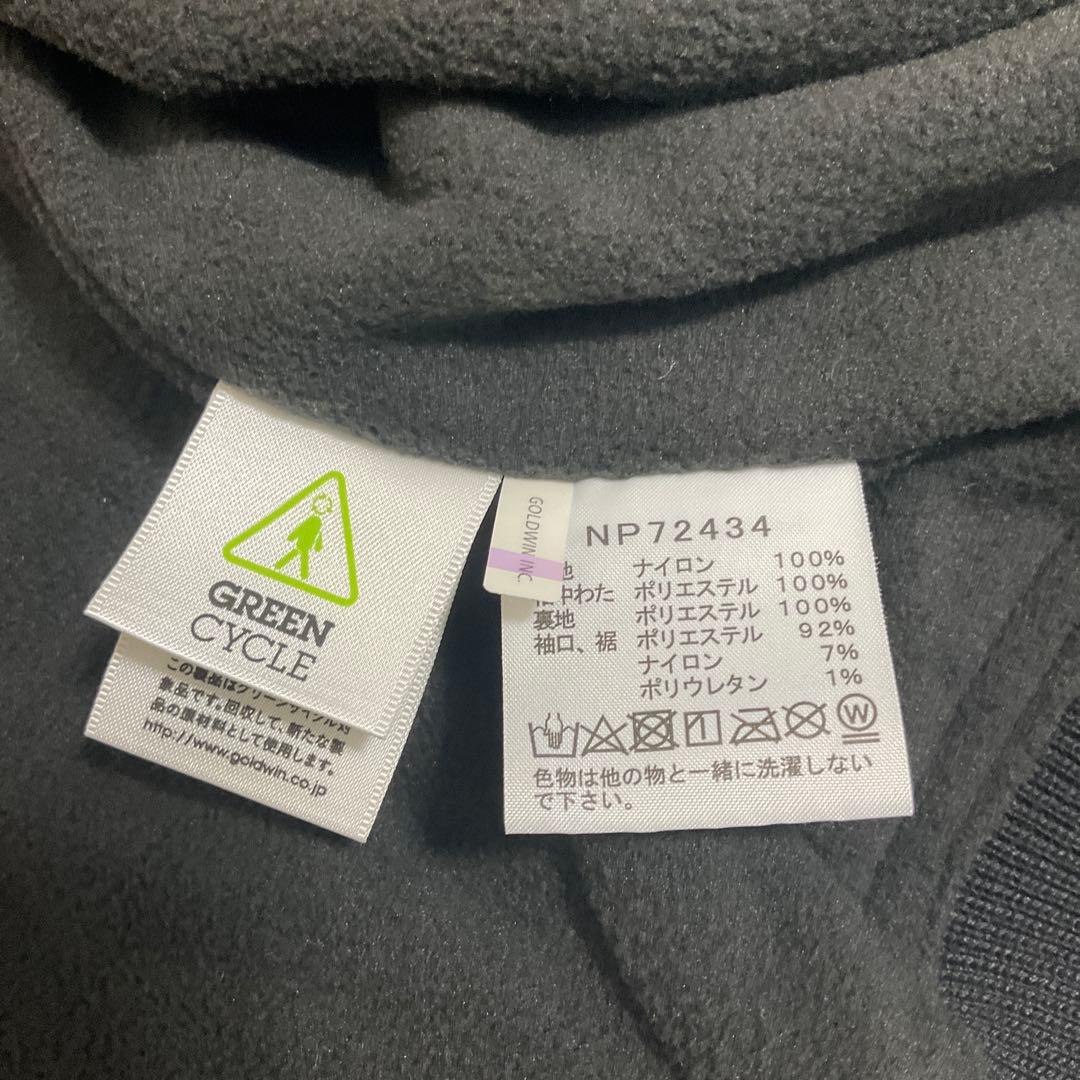 GREEN
CYCLE
この製品はグリーンサイクル対
象品です。回収して、新たな製
品の原材料として使用します。
http://www.goldwin.co.jp
GOLDWIN INC
NP72434
地 ナイロン 100%
中わた ポリエステル 100%
裏地 ポリエステル 100%
袖口、裾 ポリエステル 92%
ナイロン 7%
ポリウレタン 1%
W
色物は他の物と一緒に洗濯しない
で下さい。